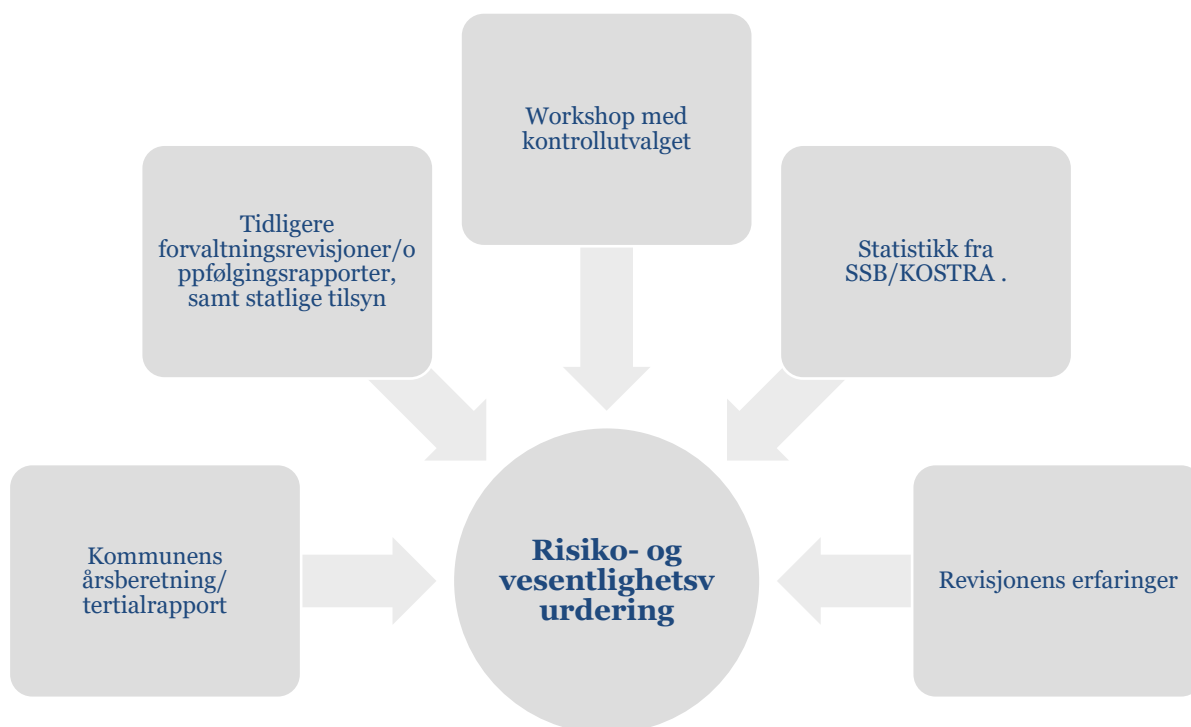 Workshop med
kontrollutvalget
Tidligere
forvaltningsrevisjoner/o
ppfølgingsrapporter,
samt statlige tilsyn
Statistikk fra
SSB/KOSTRA .
Kommunens
årsberetning/
tertialrapport
Risiko- og
vesentlighetsv
urdering
Revisjonens erfaringer